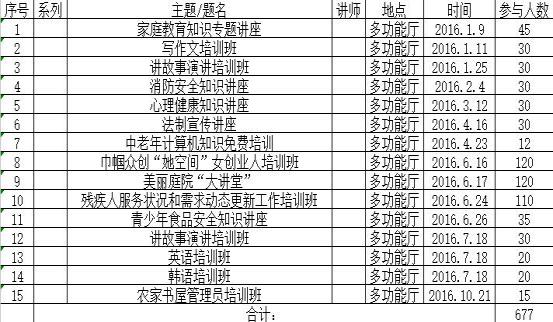 序号 系列 主题/题名 讲师 地点 时间 参与人数
1 家庭教育知识专题讲座 多功能厅 2016.1.9 45
2 写作文培训班 多功能厅 2016.1.11 30
3 讲故事演讲培训班 多功能厅 2016.1.25 30
4 消防安全知识讲座 多功能厅 2016.2.4 30
5 心理健康知识讲座 多功能厅 2016.3.12 30
6 法制宣传讲座 多功能厅 2016.4.16 30
7 中老年计算机知识免费培训 多功能厅 2016.4.23 12
8 巾帼众创“她空间”女创业人培训班 多功能厅 2016.6.16 120
9 美丽庭院“大讲堂” 多功能厅 2016.6.17 120
10 残疾人服务状况和需求动态更新工作培训班 多功能厅 2016.6.24 110
11 青少年食品安全知识讲座 多功能厅 2016.6.26 35
12 讲故事演讲培训班 多功能厅 2016.7.18 30
13 英语培训班 多功能厅 2016.7.18 20
14 韩语培训班 多功能厅 2016.7.18 20
15 农家书屋管理员培训班 多功能厅 2016.10.21 15
合计: 677